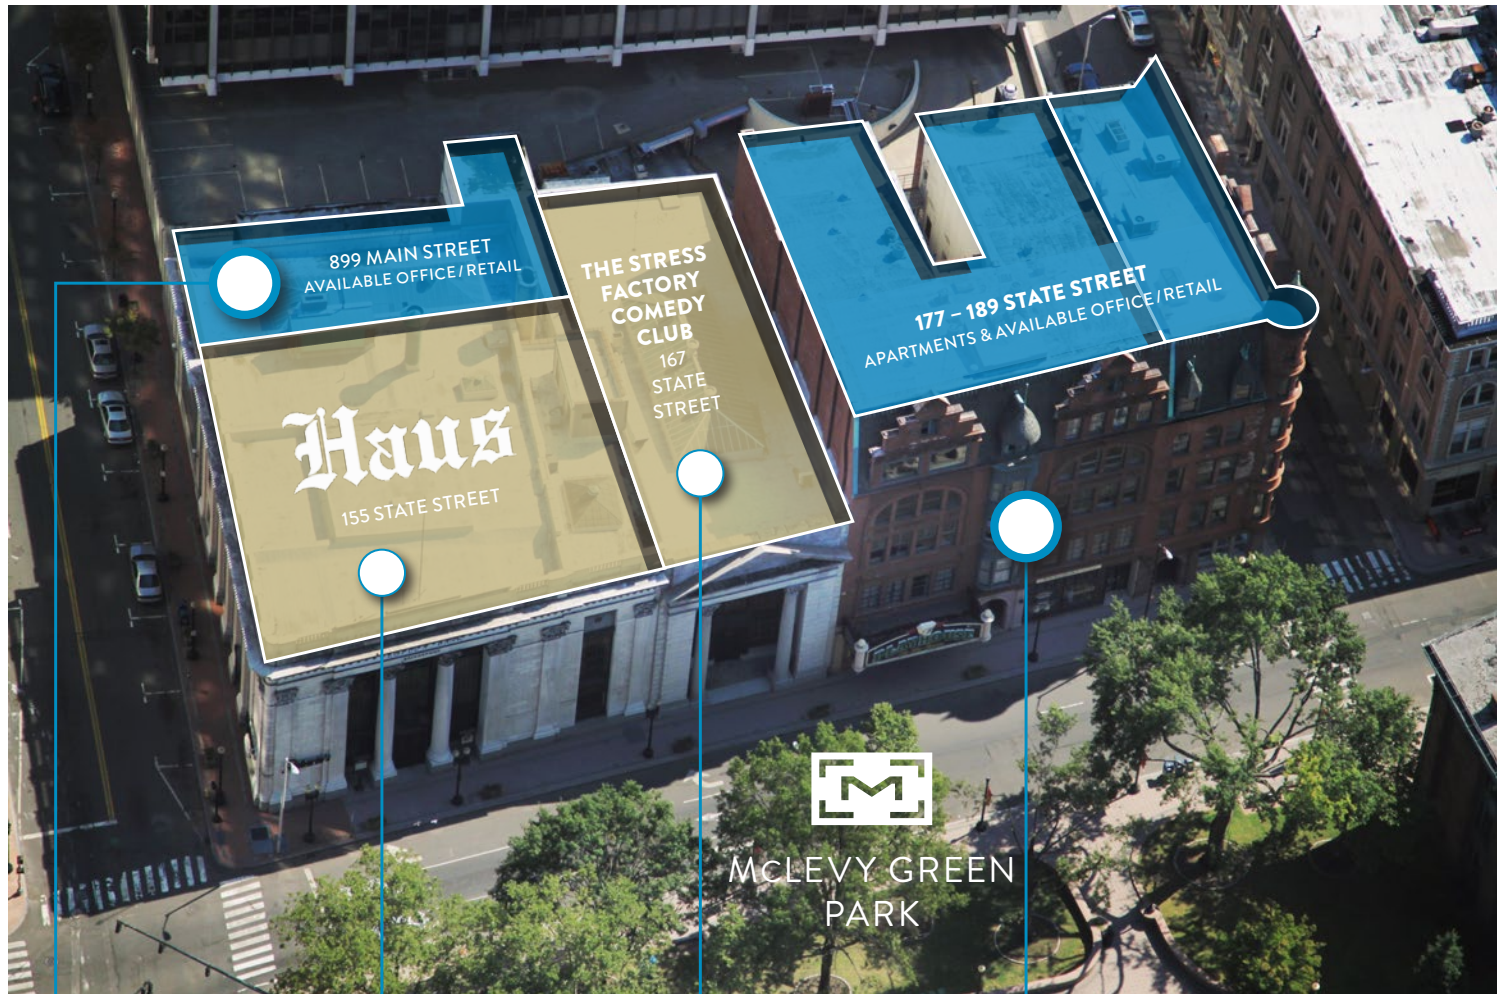 899 MAIN STREET
AVAILABLE OFFICE/RETAIL
THE STRESS
FACTORY
COMEDY
CLUB
167
STATE
STREET
177 – 189 STATE STREET
APARTMENTS & AVAILABLE OFFICE/RETAIL
Haus
155 STATE STREET
M
McLEVY GREEN
PARK